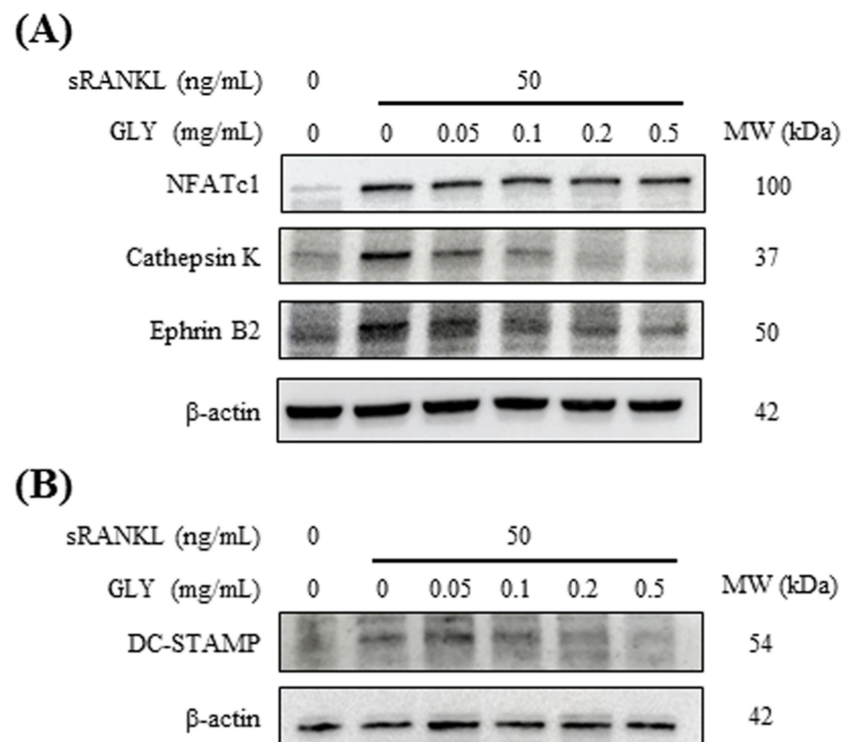 (A)
sRANKL (ng/mL) 0 50
GLY (mg/mL) 0 0 0.05 0.1 0.2 0.5 MW (kDa)
NFATc1 100
Cathepsin K 37
Ephrin B2 50
β-actin 42
(B)
sRANKL (ng/mL) 0 50
GLY (mg/mL) 0 0 0.05 0.1 0.2 0.5 MW (kDa)
DC-STAMP 54
β-actin 42